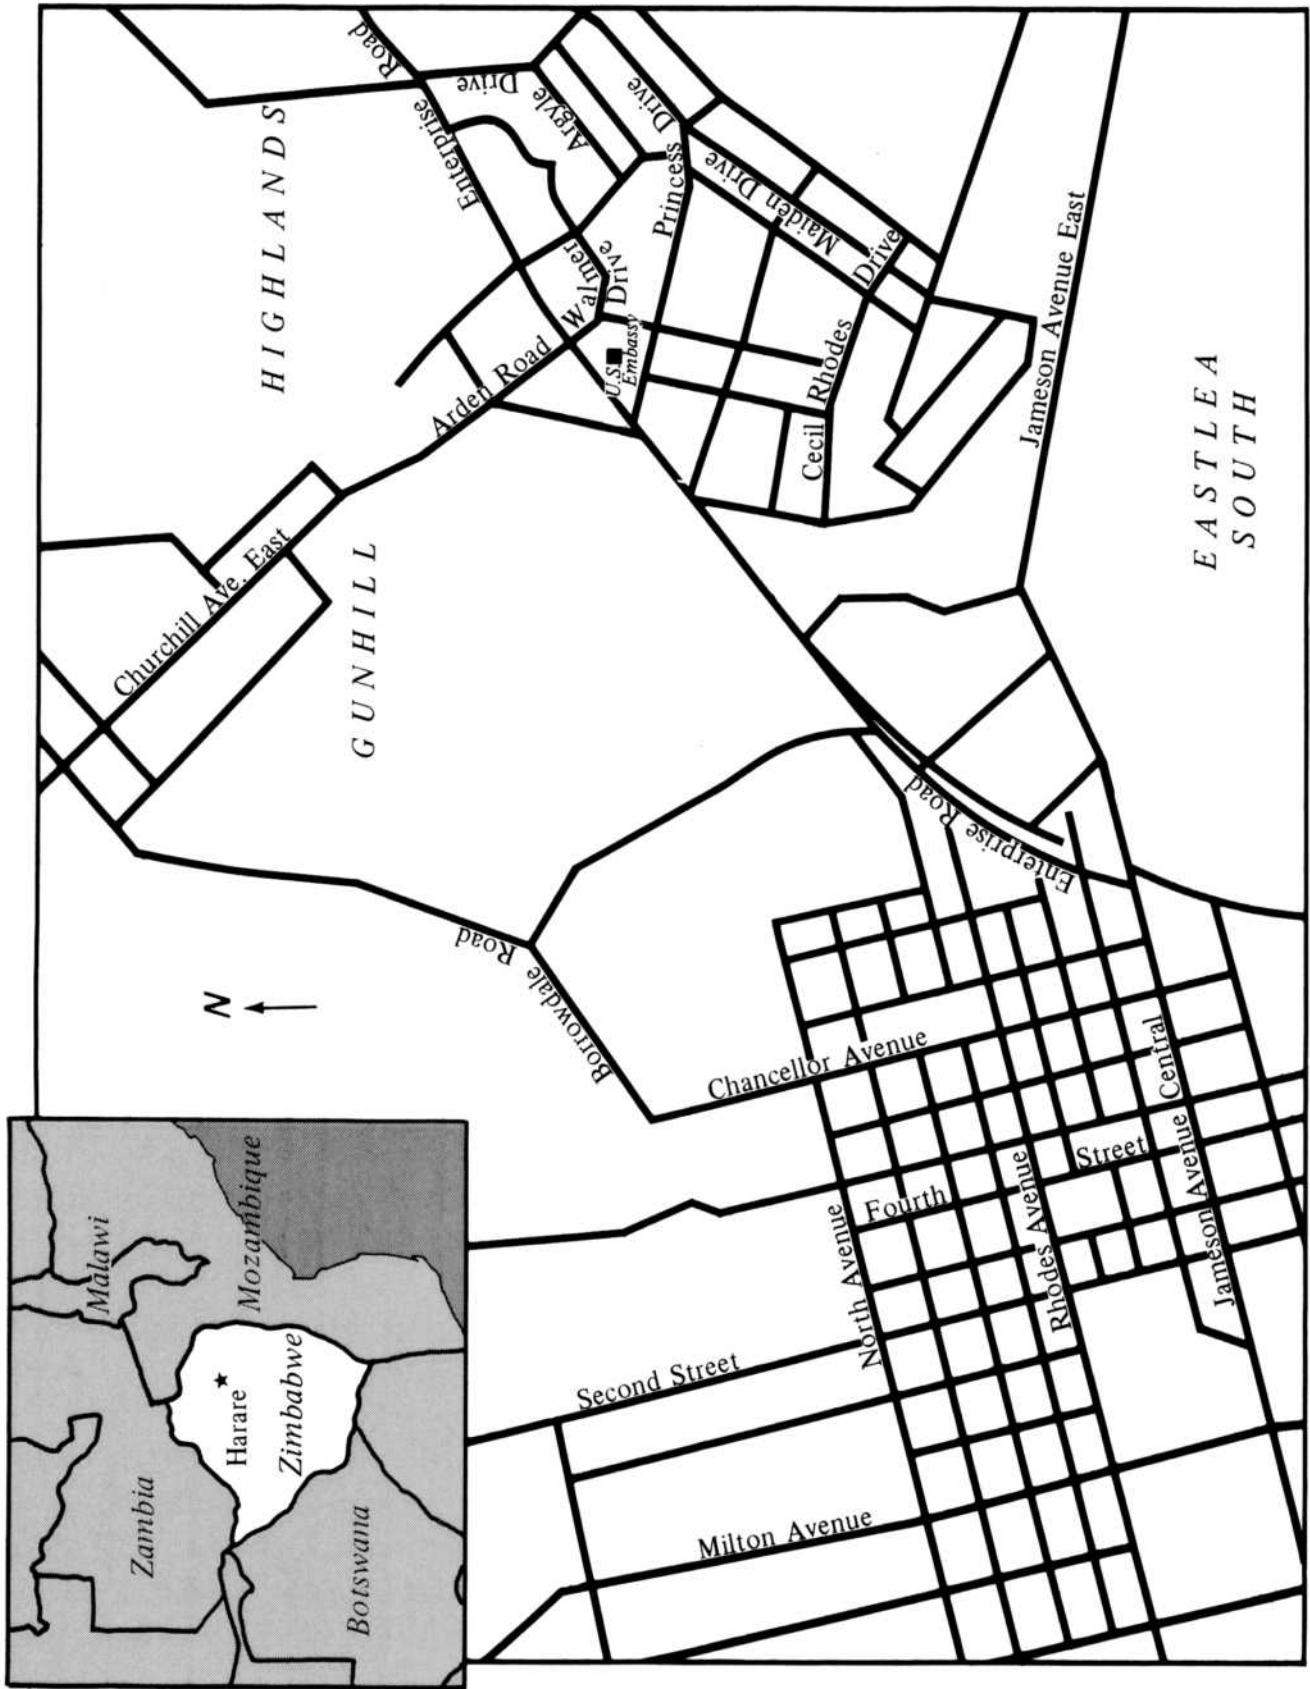 HIGHLANDS
GUNHILL
EASTLEA
SOUTH
Enterprise
Road
Argyle
Drive
Princess
Drive
Maiden Drive
Walmer
Drive
U.S.
Embassy
Arden Road
Cecil
Rhodes
Drive
Jameson Avenue East
Churchill Ave. East
Enterprise Road
Borrowdale
Road
Chancellor Avenue
North Avenue
Fourth
Street
Rhodes Avenue
Jameson Avenue Central
Second Street
Milton Avenue
N
Malawi
Mozambique
Zambia
Harare
Zimbabwe
Botswana